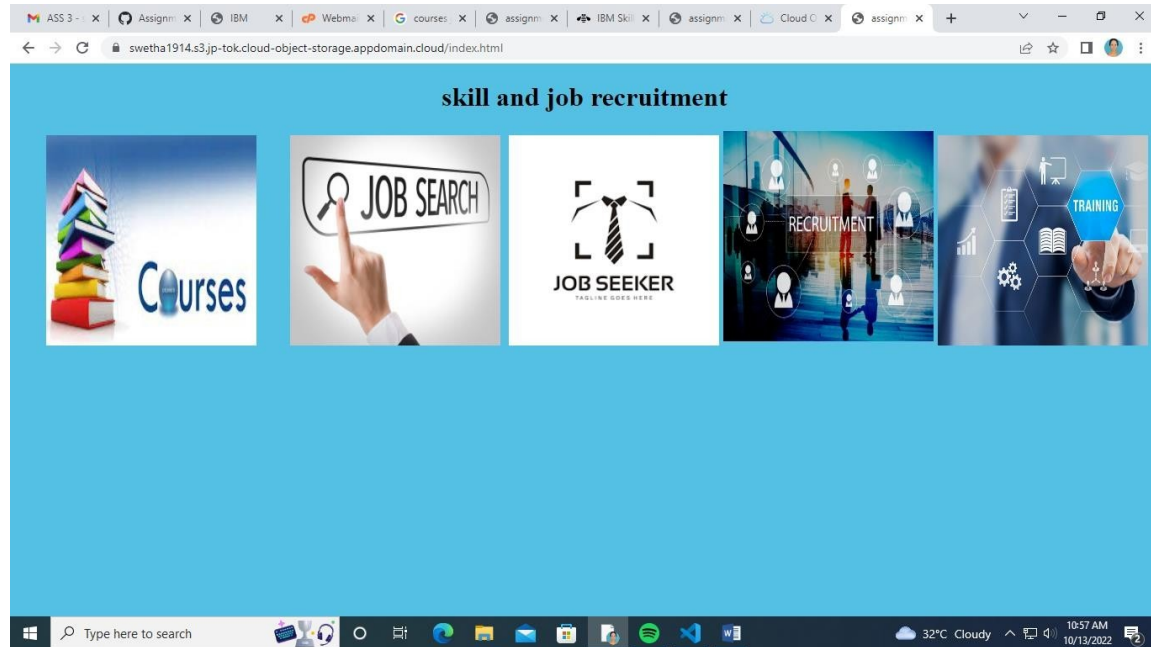 ASS 3 - s
Assignm
IBM
Webmai
courses
assignm
IBM Skil
assignm
Cloud O
assignm
swetha1914.s3.jp-tok.cloud-object-storage.appdomain.cloud/index.html
skill and job recruitment
Courses
JOB SEARCH
JOB SEEKER
TAGLINE GOES HERE
RECRUITMENT
TRAINING
Type here to search
32°C Cloudy
10:57 AM
10/13/2022
2